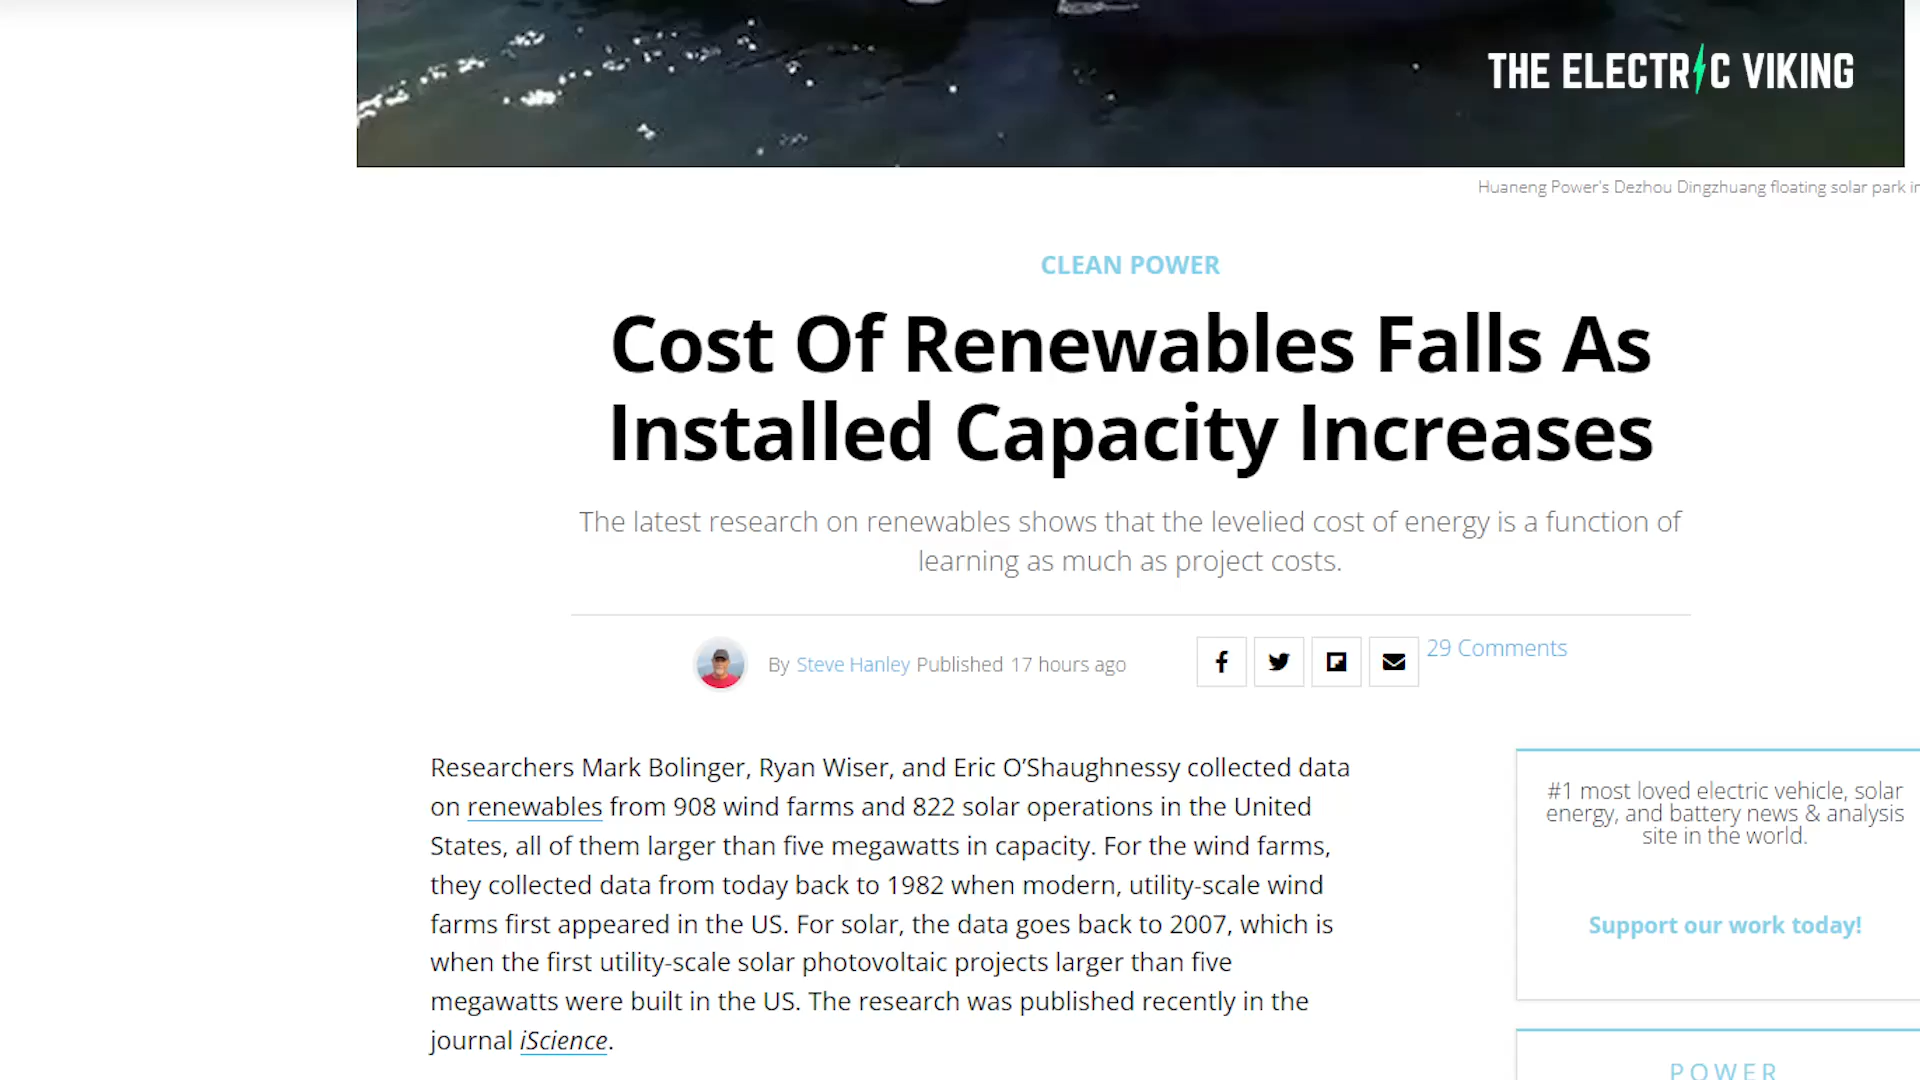 THE ELECTRIC VIKING
Huaneng Power's Dezhou Dingzhuang floating solar park in
CLEAN POWER
Cost Of Renewables Falls As
Installed Capacity Increases
The latest research on renewables shows that the levelied cost of energy is a function of
learning as much as project costs.
By Steve Hanley Published 17 hours ago
29 Comments
Researchers Mark Bolinger, Ryan Wiser, and Eric O’Shaughnessy collected data
on renewables from 908 wind farms and 822 solar operations in the United
States, all of them larger than five megawatts in capacity. For the wind farms,
they collected data from today back to 1982 when modern, utility-scale wind
farms first appeared in the US. For solar, the data goes back to 2007, which is
when the first utility-scale solar photovoltaic projects larger than five
megawatts were built in the US. The research was published recently in the
journal iScience.
#1 most loved electric vehicle, solar
energy, and battery news & analysis
site in the world.
Support our work today!
POWER